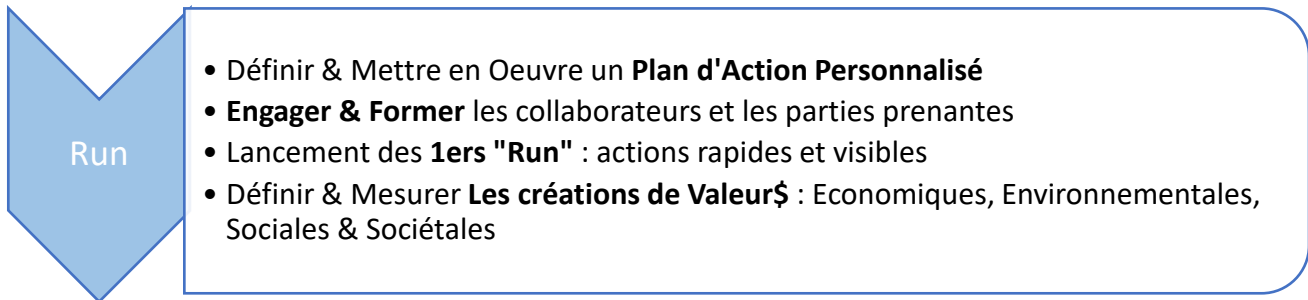 Run
• Définir & Mettre en Oeuvre un Plan d'Action Personnalisé
• Engager & Former les collaborateurs et les parties prenantes
• Lancement des 1ers "Run" : actions rapides et visibles
• Définir & Mesurer Les créations de Valeur$ : Economiques, Environnementales,
Sociales & Sociétales